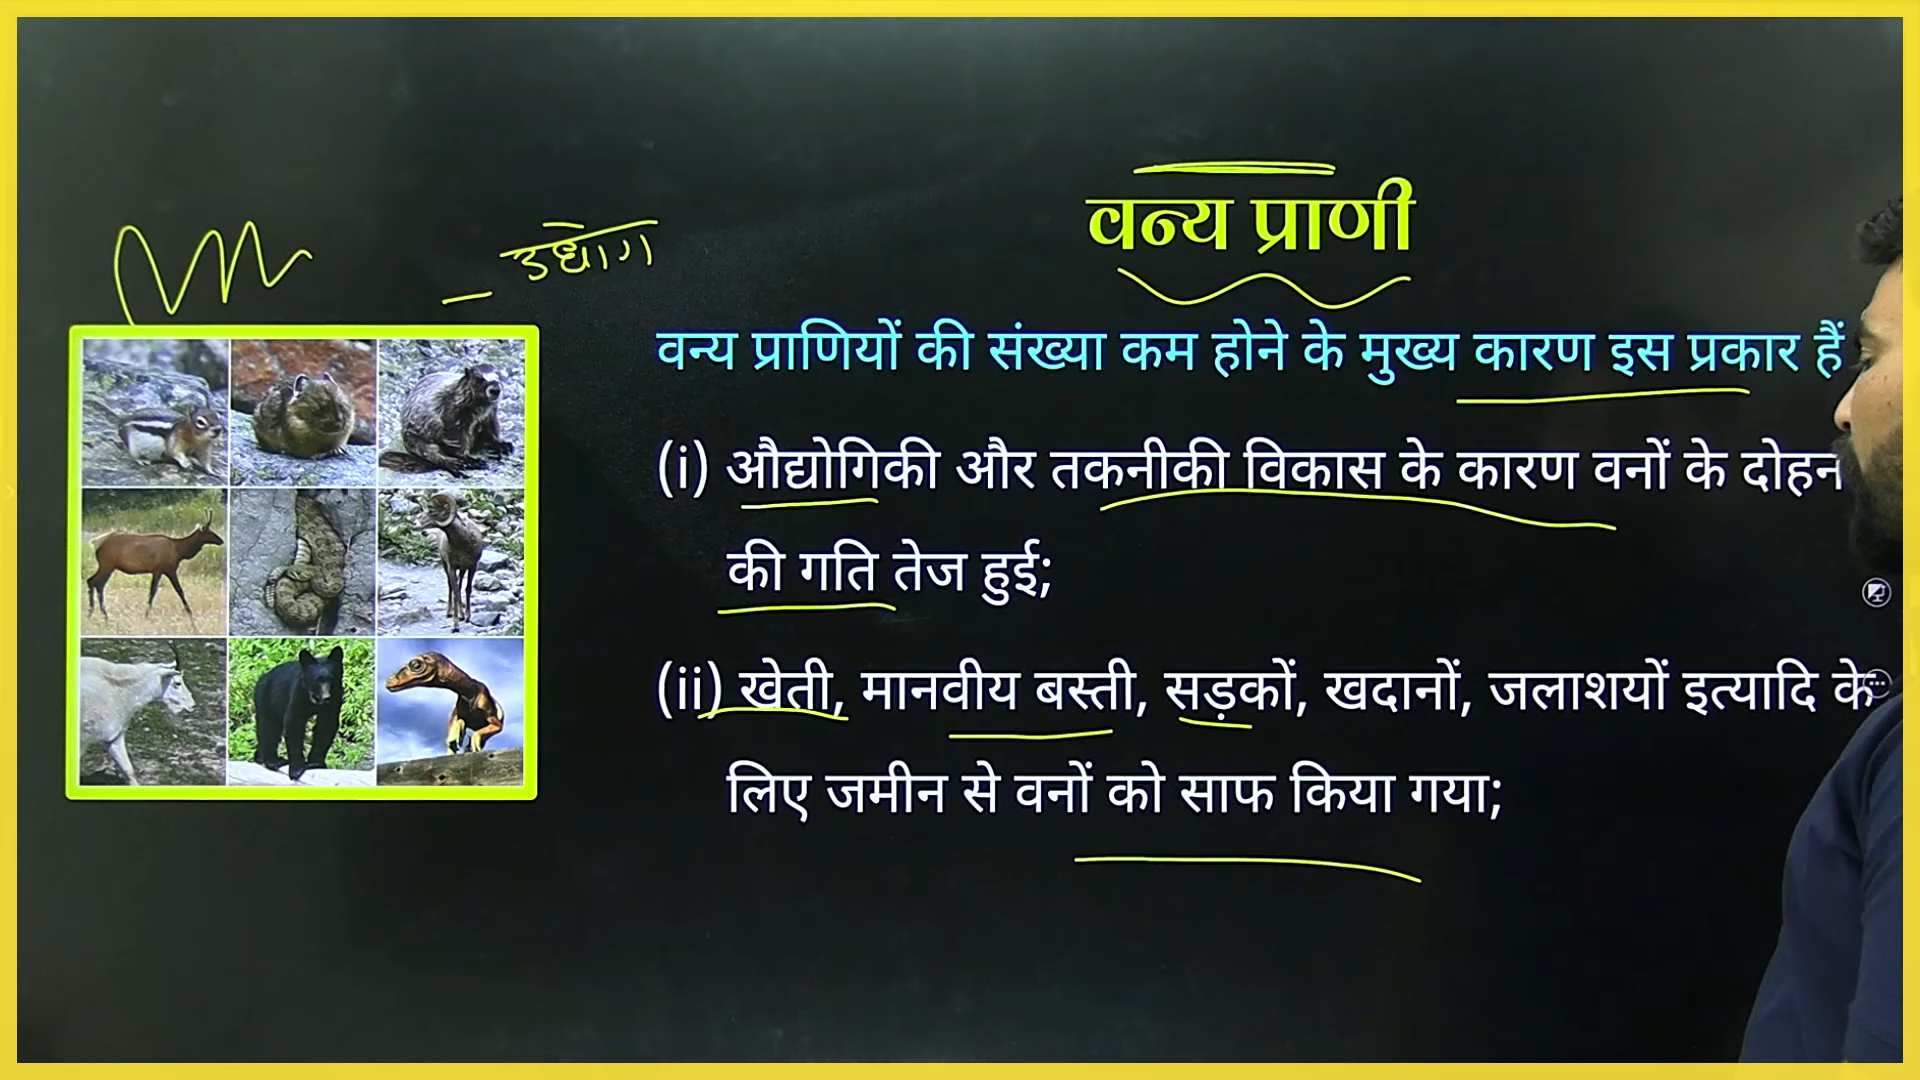 वन्य प्राणी
उद्योग
वन्य प्राणियों की संख्या कम होने के मुख्य कारण इस प्रकार हैं
(i) औद्योगिकी और तकनीकी विकास के कारण वनों के दोहन
की गति तेज हुई;
(ii) खेती, मानवीय बस्ती, सड़कों, खदानों, जलाशयों इत्यादि के
लिए जमीन से वनों को साफ किया गया;